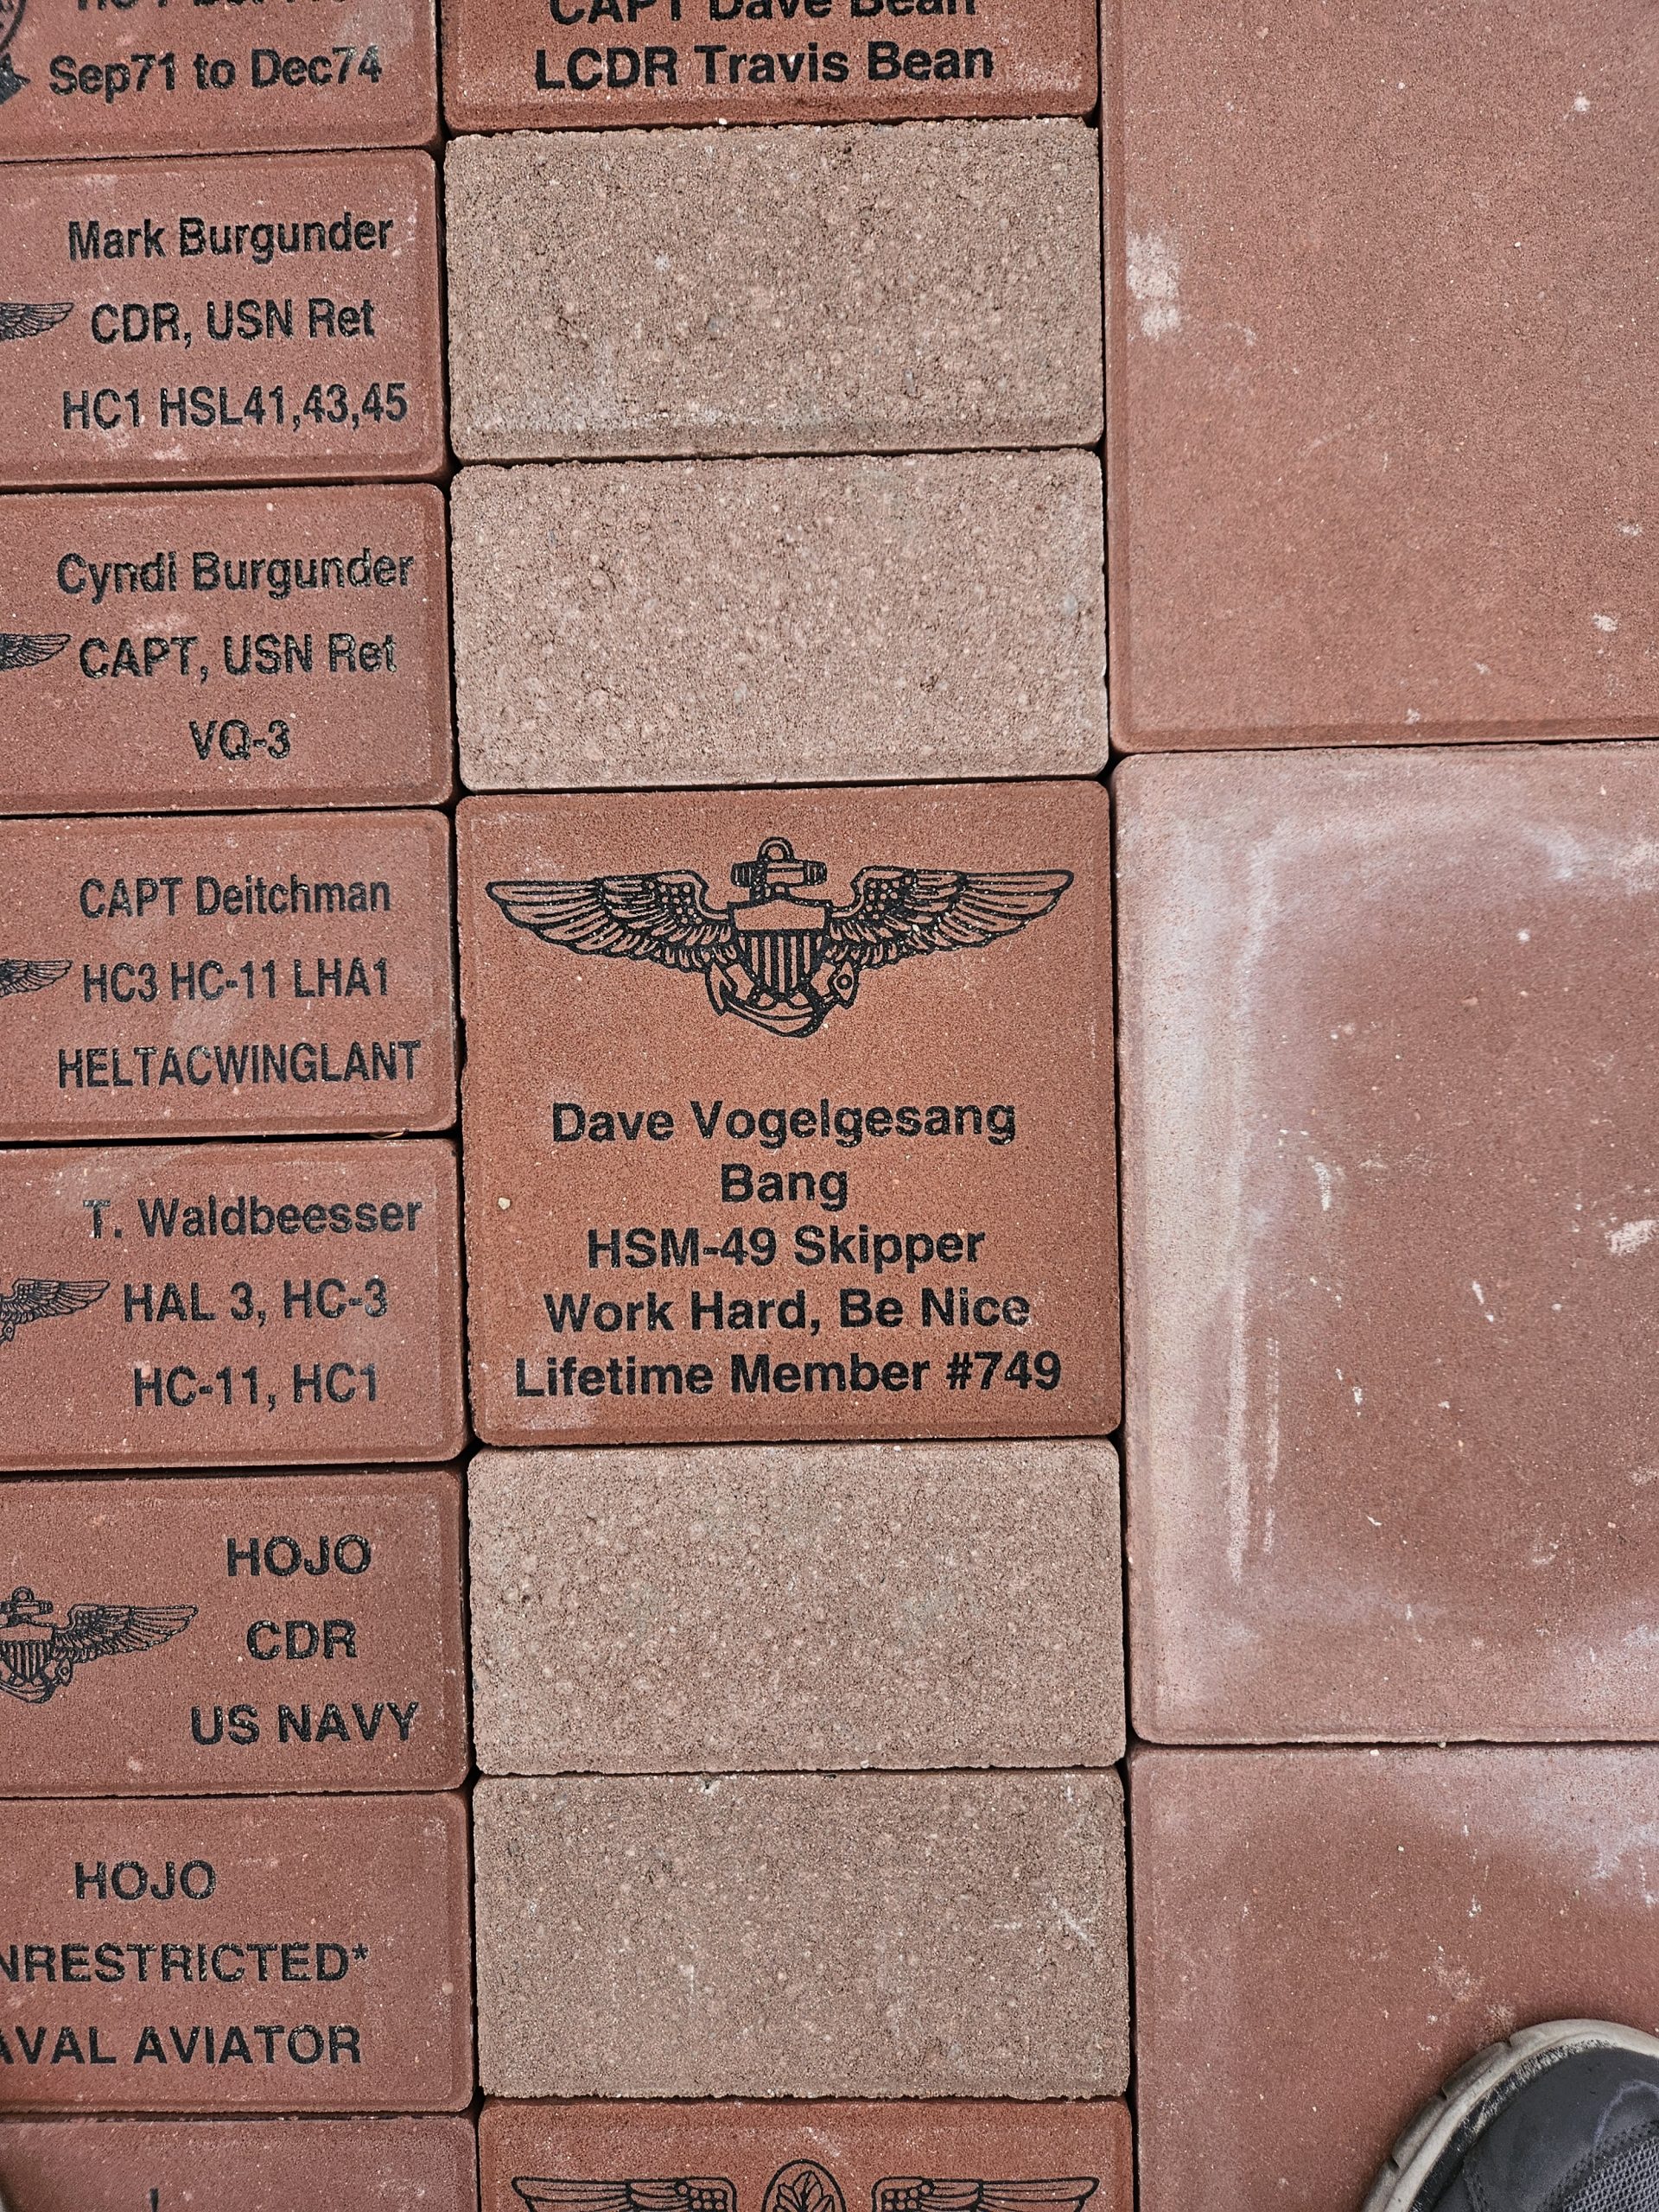 Sep71 to Dec74
CAPT Dave Bean
LCDR Travis Bean
Mark Burgunder
CDR, USN Ret
HC1 HSL41,43,45
Cyndi Burgunder
CAPT, USN Ret
VQ-3
CAPT Deitchman
HC3 HC-11 LHA1
HELTACWINGLANT
T. Waldbeesser
HAL 3, HC-3
HC-11, HC1
HOJO
CDR
US NAVY
HOJO
NRESTRICTED*
AVAL AVIATOR
Dave Vogelgesang
Bang
HSM-49 Skipper
Work Hard, Be Nice
Lifetime Member #749